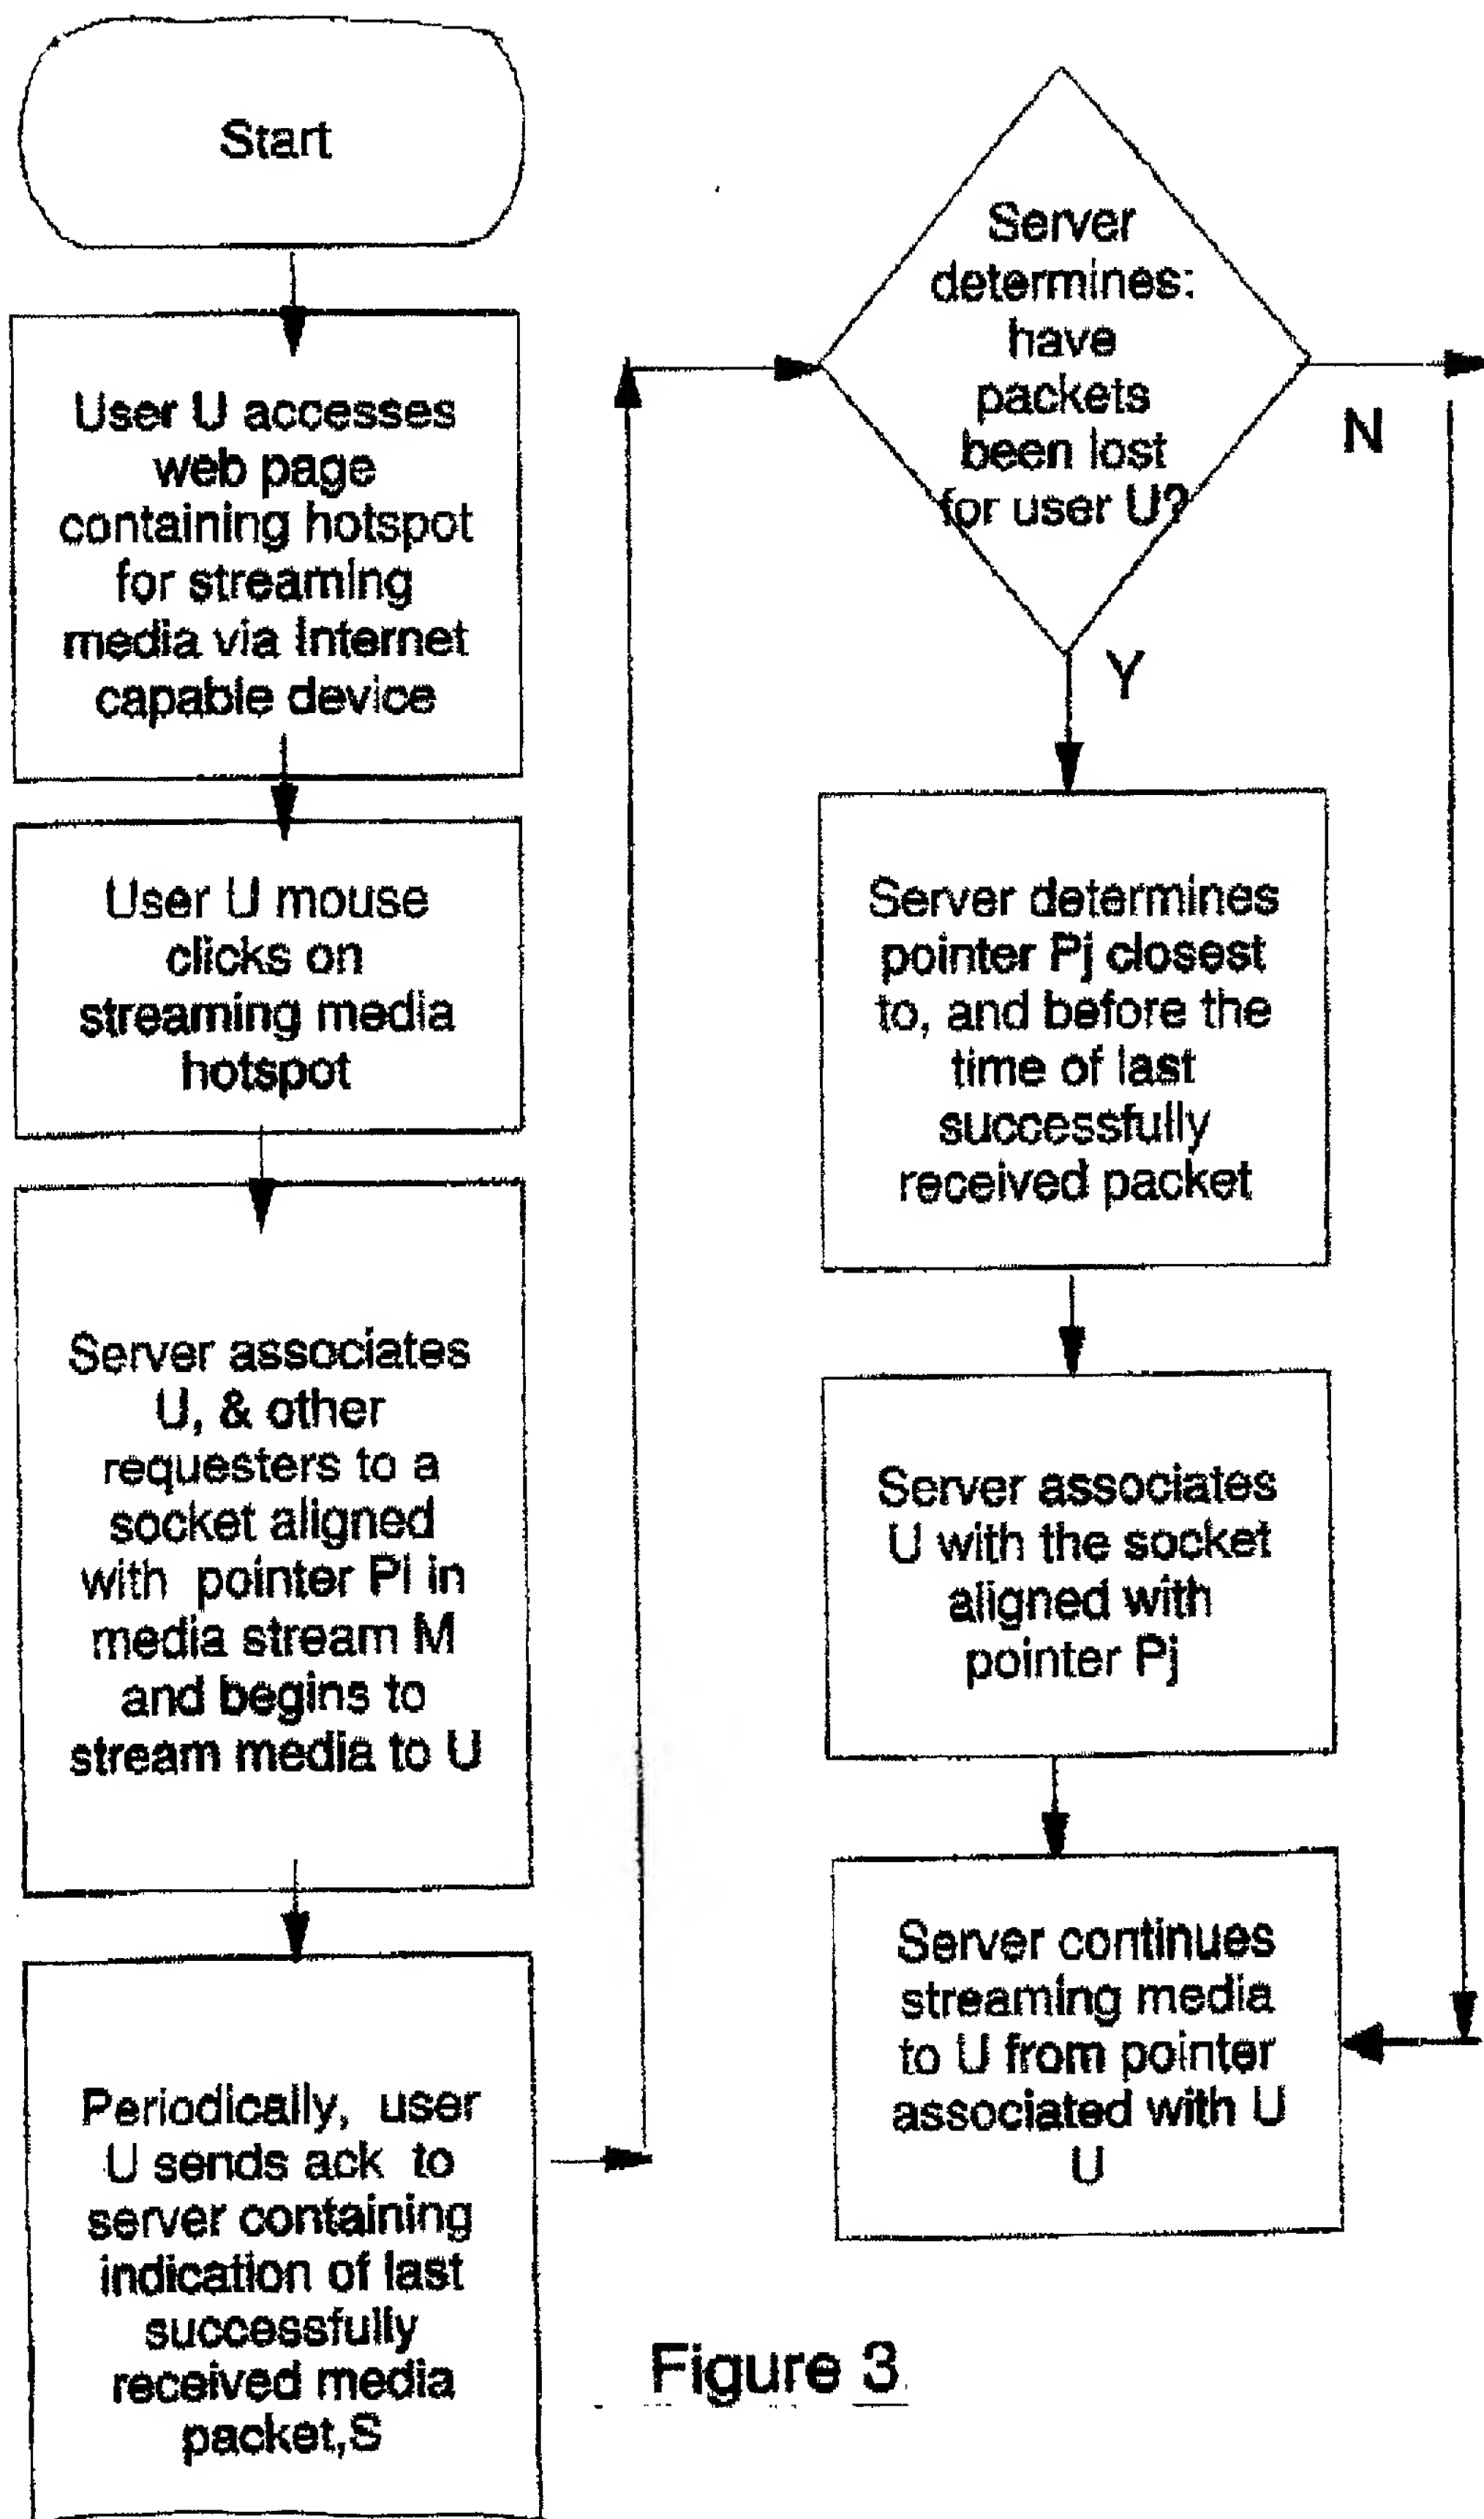 Start
User U accesses
web page
containing hotspot
for streaming
media via Internet
capable device
User U mouse
clicks on
streaming media
hotspot
Server associates
U, & other
requesters to a
socket aligned
with pointer Pi in
media stream M
and begins to
stream media to U
Periodically, user
U sends ack to
server containing
indication of last
successfully
received media
packet,S
Server
determines:
have
packets
been lost
for user U?
N
Y
Server determines
pointer Pj closest
to, and before the
time of last
successfully
received packet
Server associates
U with the socket
aligned with
pointer Pj
Server continues
streaming media
to U from pointer
associated with U
U
Figure 3